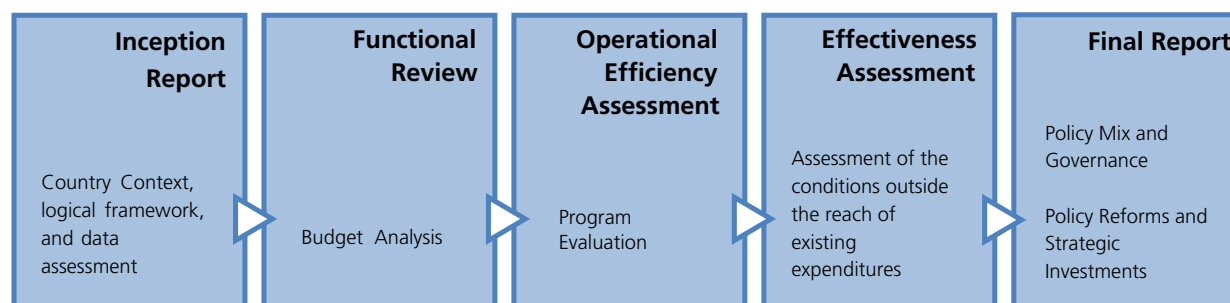 Inception
Report
Country Context,
logical framework,
and data
assessment
Functional
Review
Budget Analysis
Operational
Efficiency
Assessment
Program
Evaluation
Effectiveness
Assessment
Assessment of the
conditions outside
the reach of
existing
expenditures
Final Report
Policy Mix and
Governance
Policy Reforms and
Strategic
Investments